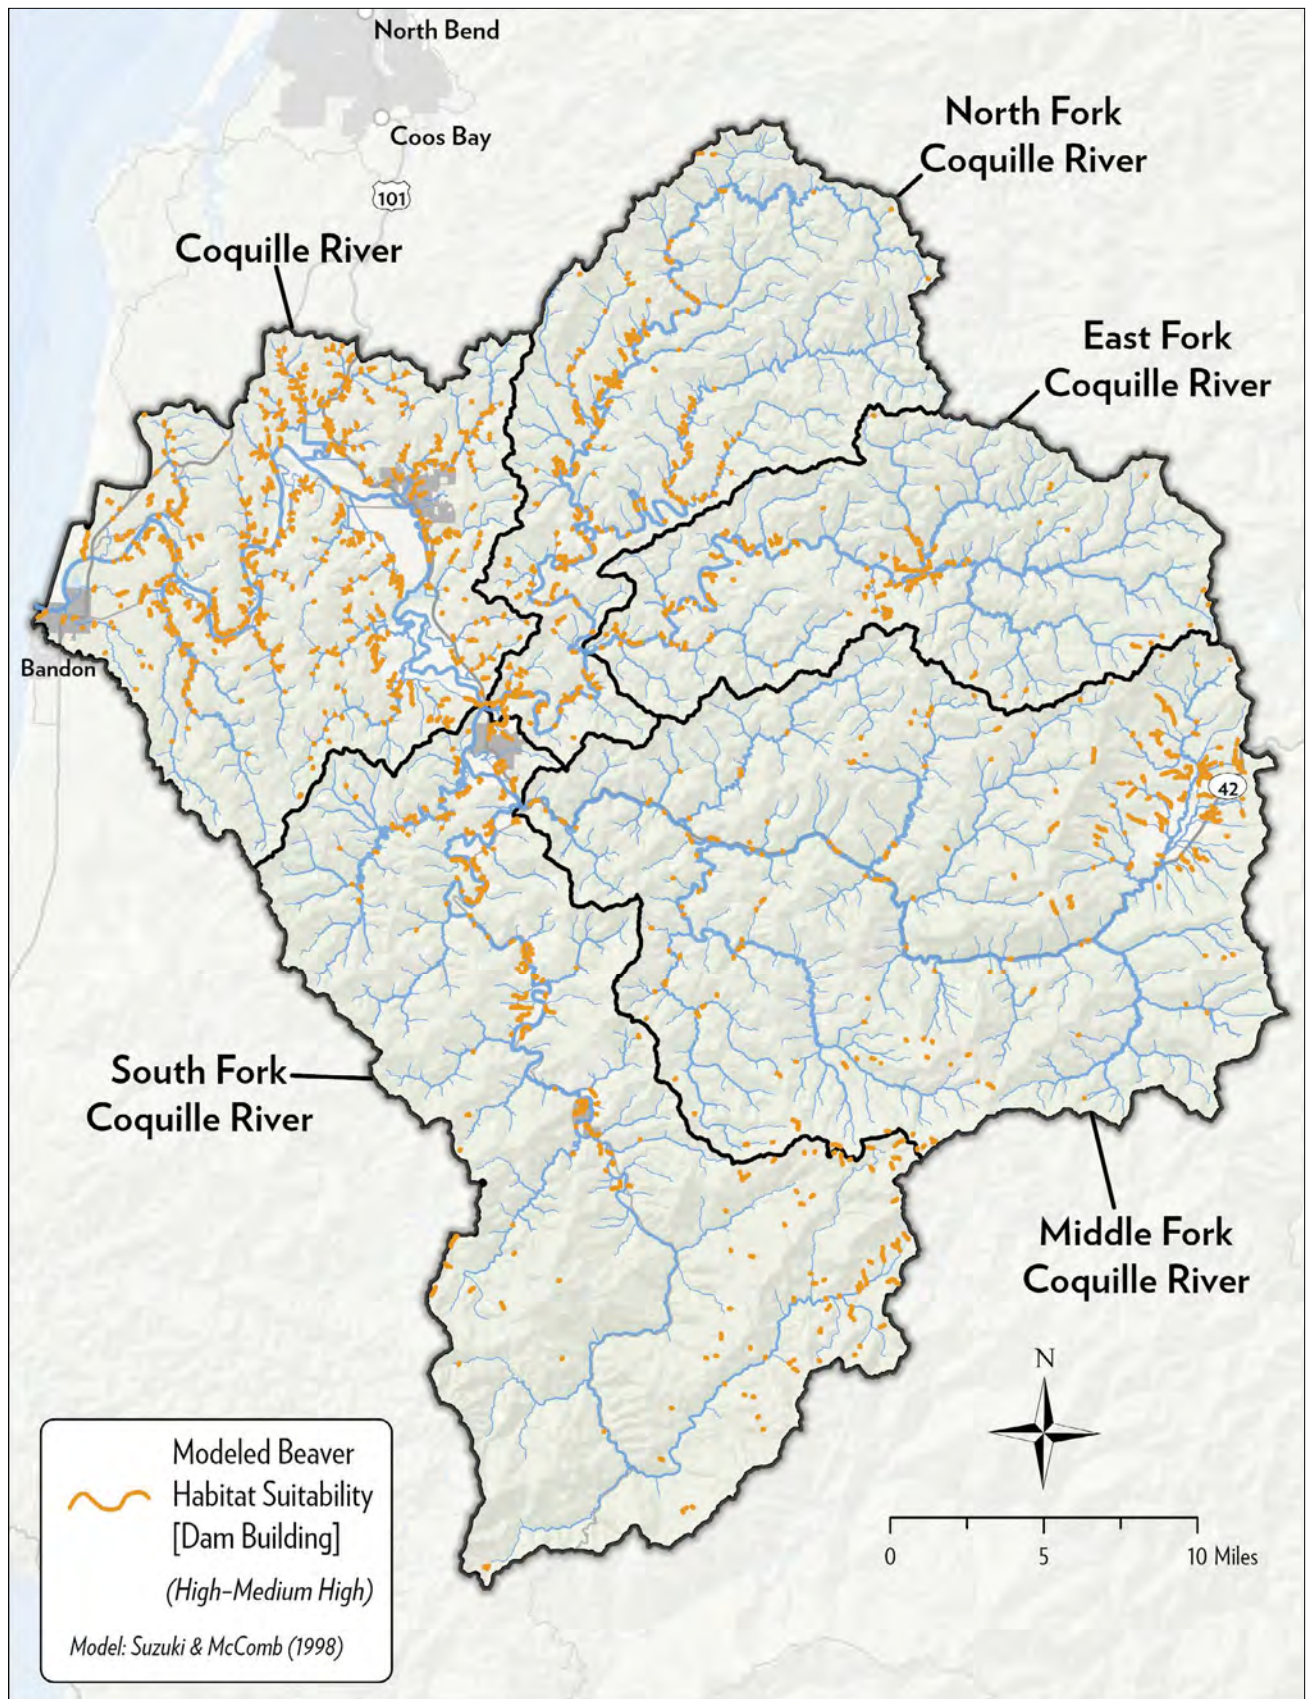 North Bend
Coos Bay
101
North Fork
Coquille River
Coquille River
East Fork
Coquille River
Bandon
42
South Fork
Coquille River
Middle Fork
Coquille River
N
Modeled Beaver
Habitat Suitability
[Dam Building]
(High–Medium High)
Model: Suzuki & McComb (1998)
0 5 10 Miles